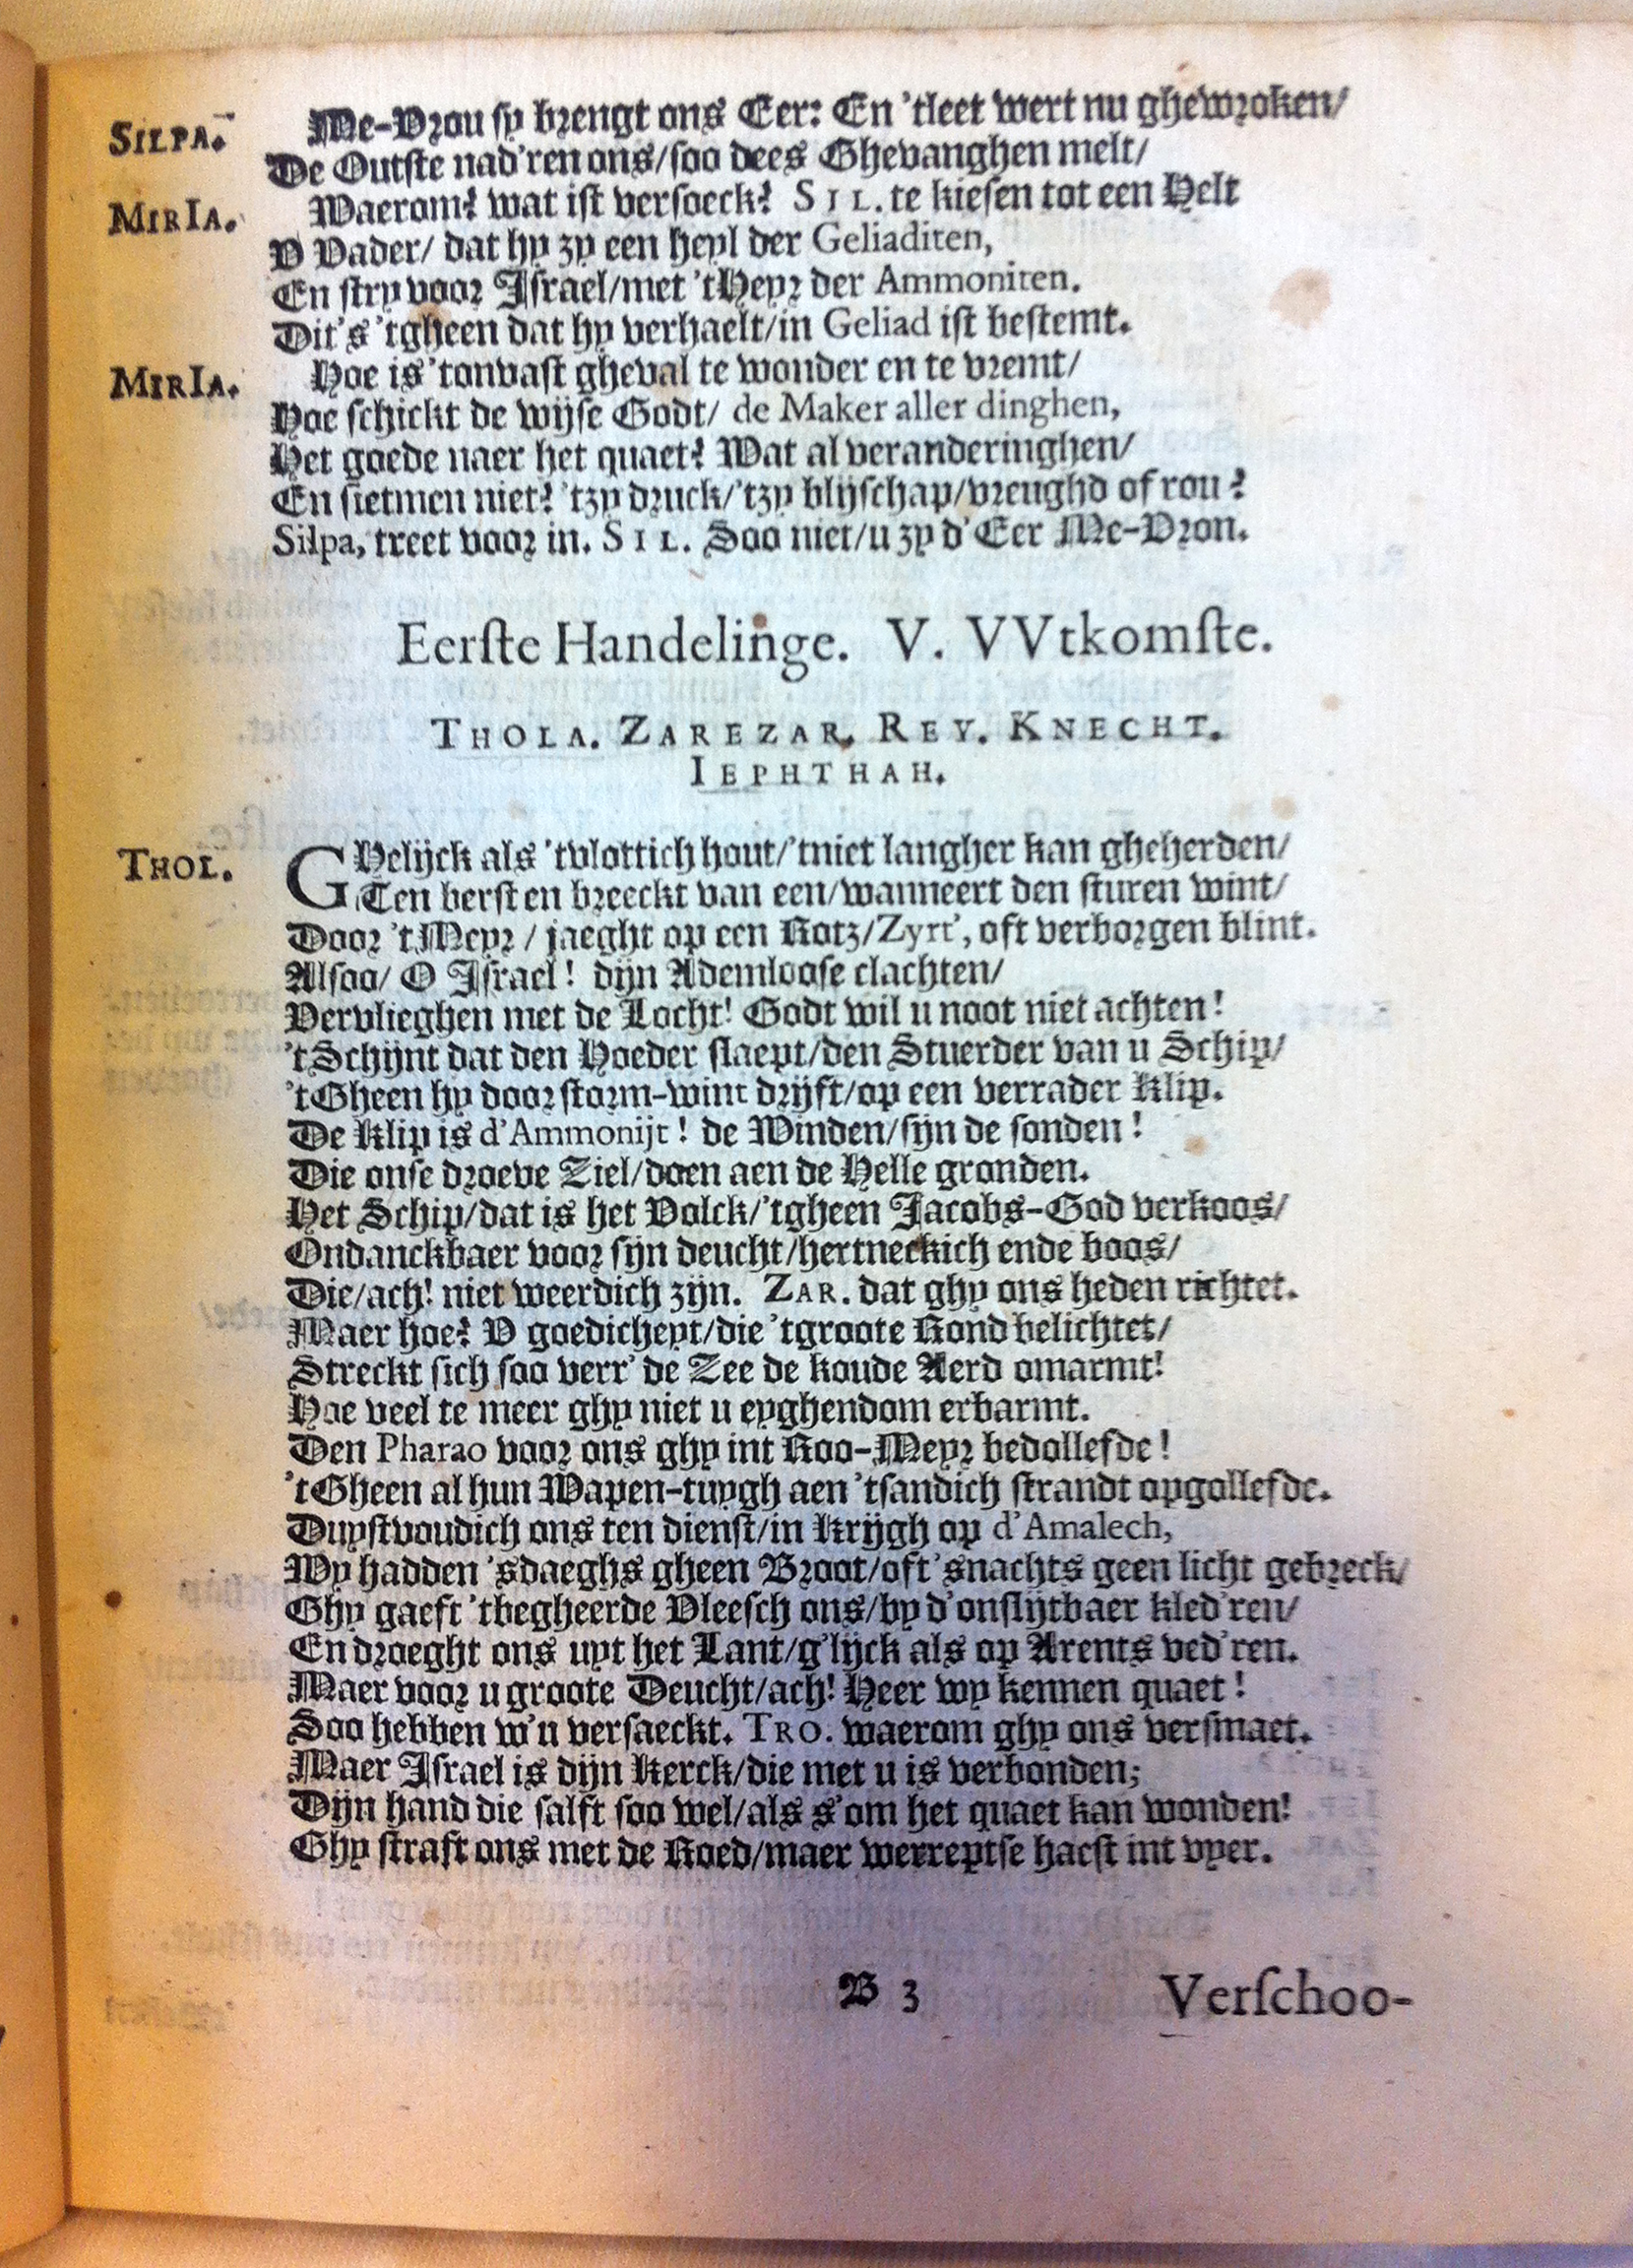 SILPA. Me-Vrou sy brengt ons Eer: En 'tleet wert nu ghewroken/
De Outste nad'ren ons/soo dees Ghevanghen melt/
MIRIA. Waerom? wat ist versoeck? SIL. te kiesen tot een Helt
V Vader/ dat hy zy een heyl der Geliaditen,
En stry voor Israel/met 'tHeyr der Ammoniten.
Dit's 'tgheen dat hy verhaelt/in Geliad ist bestemt.
MIRIA. Hoe is 'tonvast gheval te wonder en te vremt/
Hoe schickt de wijse Godt/ de Maker aller dinghen,
Het goede naer het quaet? Wat al veranderinghen/
En sietmen niet? 'tzy druck/'tzy blijschap/vreughd of rou?
Silpa, treet voor in. SIL. Soo niet/u zy d'Eer Me-Vron.
Eerſte Handelinge. V. VVtkomſte.
THOLA. ZAREZAR. REY. KNECHT.
IEPHTHAH.
THOL. GHelijck als 'tvlottich hout/'tniet langher kan gheherden/
Ten berst en breeckt van een/wanneert den sturen wint/
Door 't Meyr / jaeght op een Rotz/Zyrt', oft verborgen blint.
Alsoo/ O Israel! dijn Ademloose clachten/
Vervlieghen met de Locht! Godt wil u noot niet achten!
't Schijnt dat den Hoeder slaept/den Stuerder van u Schip/
'tGheen hy door storm-wint drijft/op een verrader Klip.
De Klip is d'Ammonijt! de Winden/sijn de sonden!
Die onse droeve Ziel/doen aen de Helle gronden.
Het Schip/dat is het Volck/'tgheen Jacobs-God verkoos/
Ondanckbaer voor sijn deucht/hertneckich ende boos/
Die/ach! niet weerdich zijn. ZAR. dat ghy ons heden richtet.
Maer hoe? V goedicheyt/die 'tgroote Rond belichtet/
Streckt sich soo verr' de Zee de koude Aerd omarmt!
Hoe veel te meer ghy niet u eyghendom erbarmt.
Den Pharao voor ons ghy int Roo-Meyr bedollefde!
'tGheen al hun Wapen-tuygh aen 'tsandich strandt opgollefde.
Duystvoudich ons ten dienst/in Krijgh op d'Amalech,
Wy hadden 'sdaeghs gheen Broot/oft 'snachts geen licht gebreck/
Ghy gaeft 'tbegheerde Vleesch ons/by d'onslijtbaer kled'ren/
En droeght ons uyt het Lant/g'lijck als op Arents ved'ren.
Maer voor u groote Deucht/ach! Heer wy kennen quaet!
Soo hebben w'u versaeckt. TRO. waerom ghy ons versmaet.
Maer Israel is dijn Kerck/die met u is verbonden;
Dijn hand die salft soo wel/als s'om het quaet kan wonden!
Ghy straft ons met de Roed/maer werreptse haest int vyer.
B 3 Verſchoo-